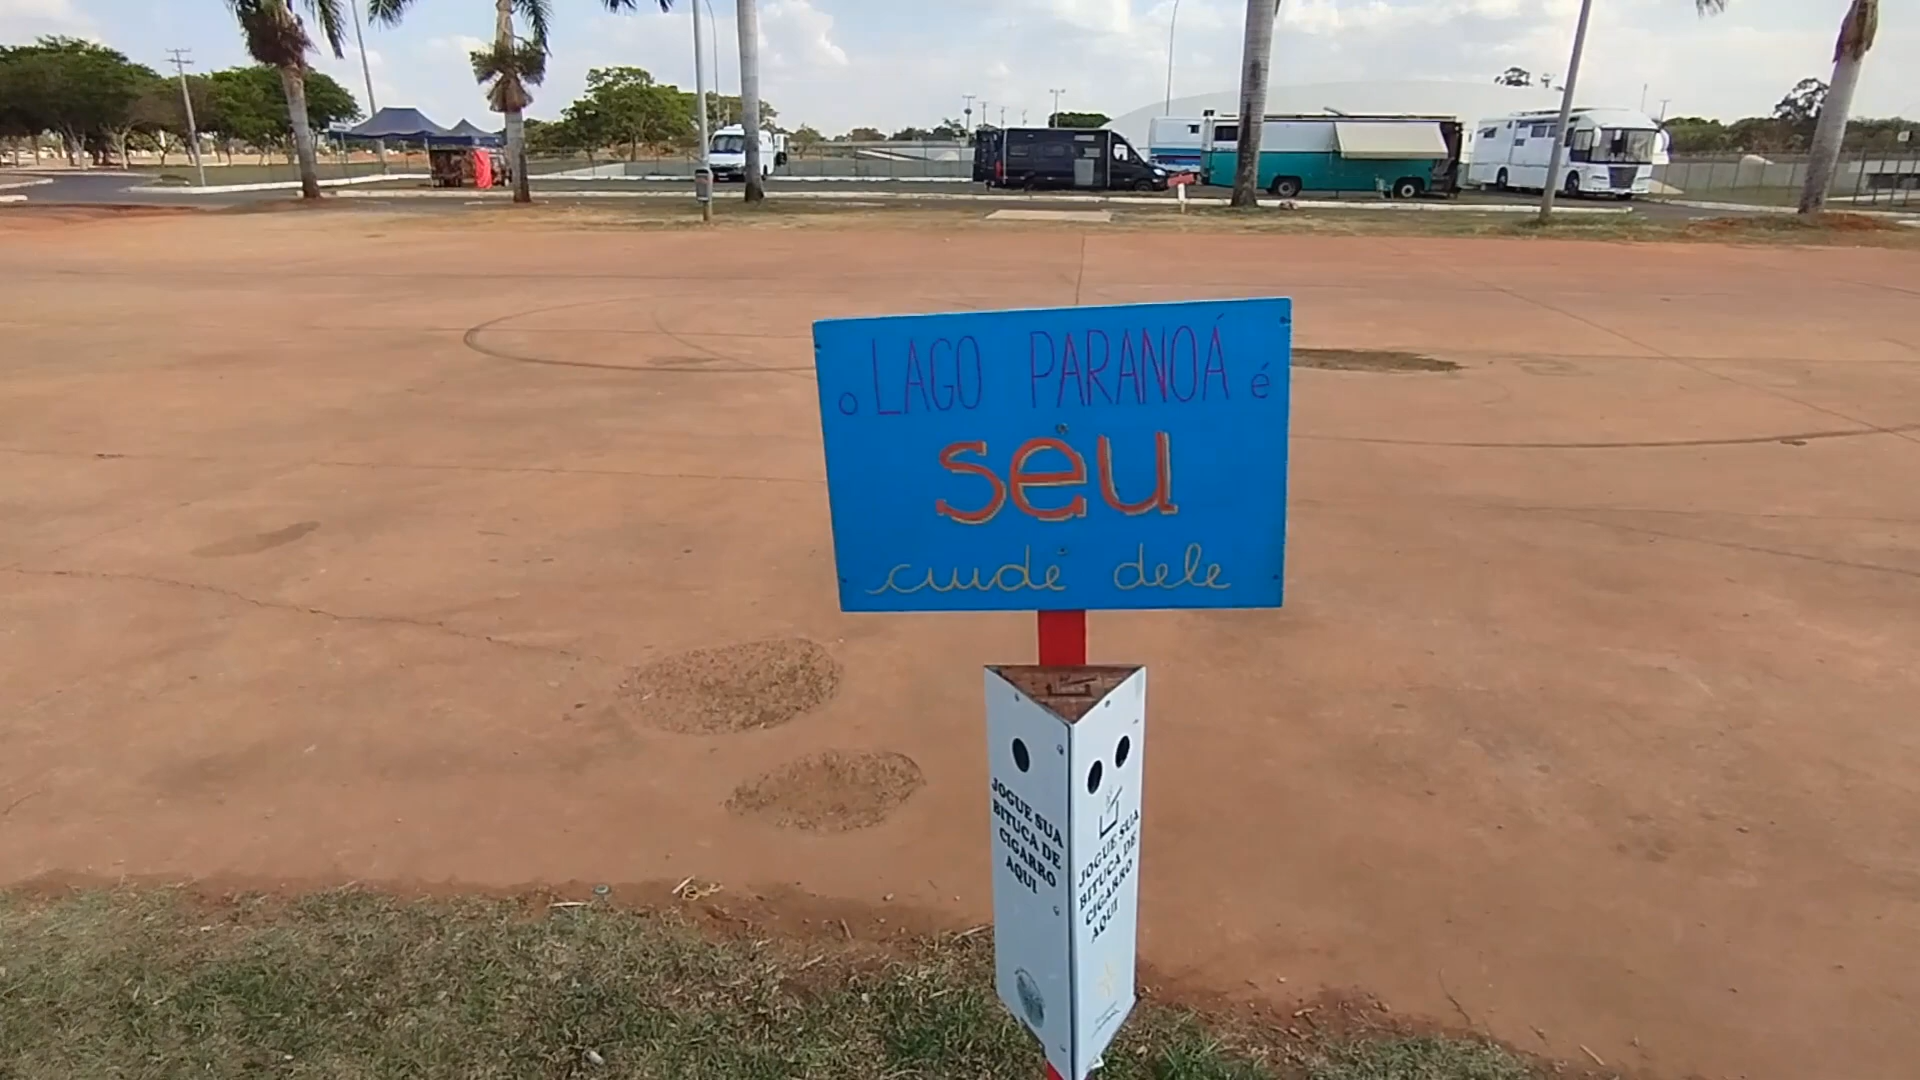 o LAGO PARANOÁ é
seu
cuide dele
JOGUE SUA
BITUCA DE
CIGARRO
AQUI
JOGUE SUA
BITUCA DE
CIGARRO
AQUI